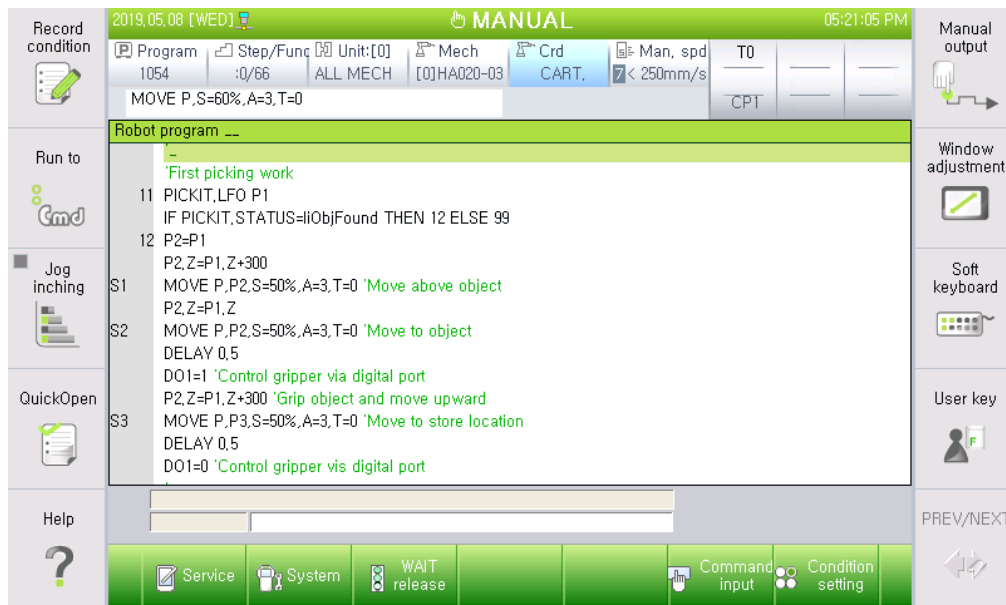 Record condition
2019,05,08 [WED]
MANUAL
05:21:05 PM
Manual output
P Program
Step/Func
Unit:[0]
Mech
Crd
Man, spd
T0
1054
:0/66
ALL MECH
[0]HA020-03
CART,
7< 250mm/s
MOVE P,S=60%,A=3,T=0
CP1
Robot program __
Run to
Cmd
Window adjustment
'_
'First picking work
11 PICKIT,LFO P1
IF PICKIT,STATUS=liObjFound THEN 12 ELSE 99
12 P2=P1
P2,Z=P1,Z+300
Jog inching
Soft keyboard
S1 MOVE P,P2,S=50%,A=3,T=0 'Move above object
P2,Z=P1,Z
S2 MOVE P,P2,S=50%,A=3,T=0 'Move to object
DELAY 0,5
DO1=1 'Control gripper via digital port
QuickOpen
User key
F
P2,Z=P1,Z+300 'Grip object and move upward
S3 MOVE P,P3,S=50%,A=3,T=0 'Move to store location
DELAY 0,5
DO1=0 'Control gripper vis digital port
Help
PREV/NEXT
Service
System
WAIT release
Command input
Condition setting